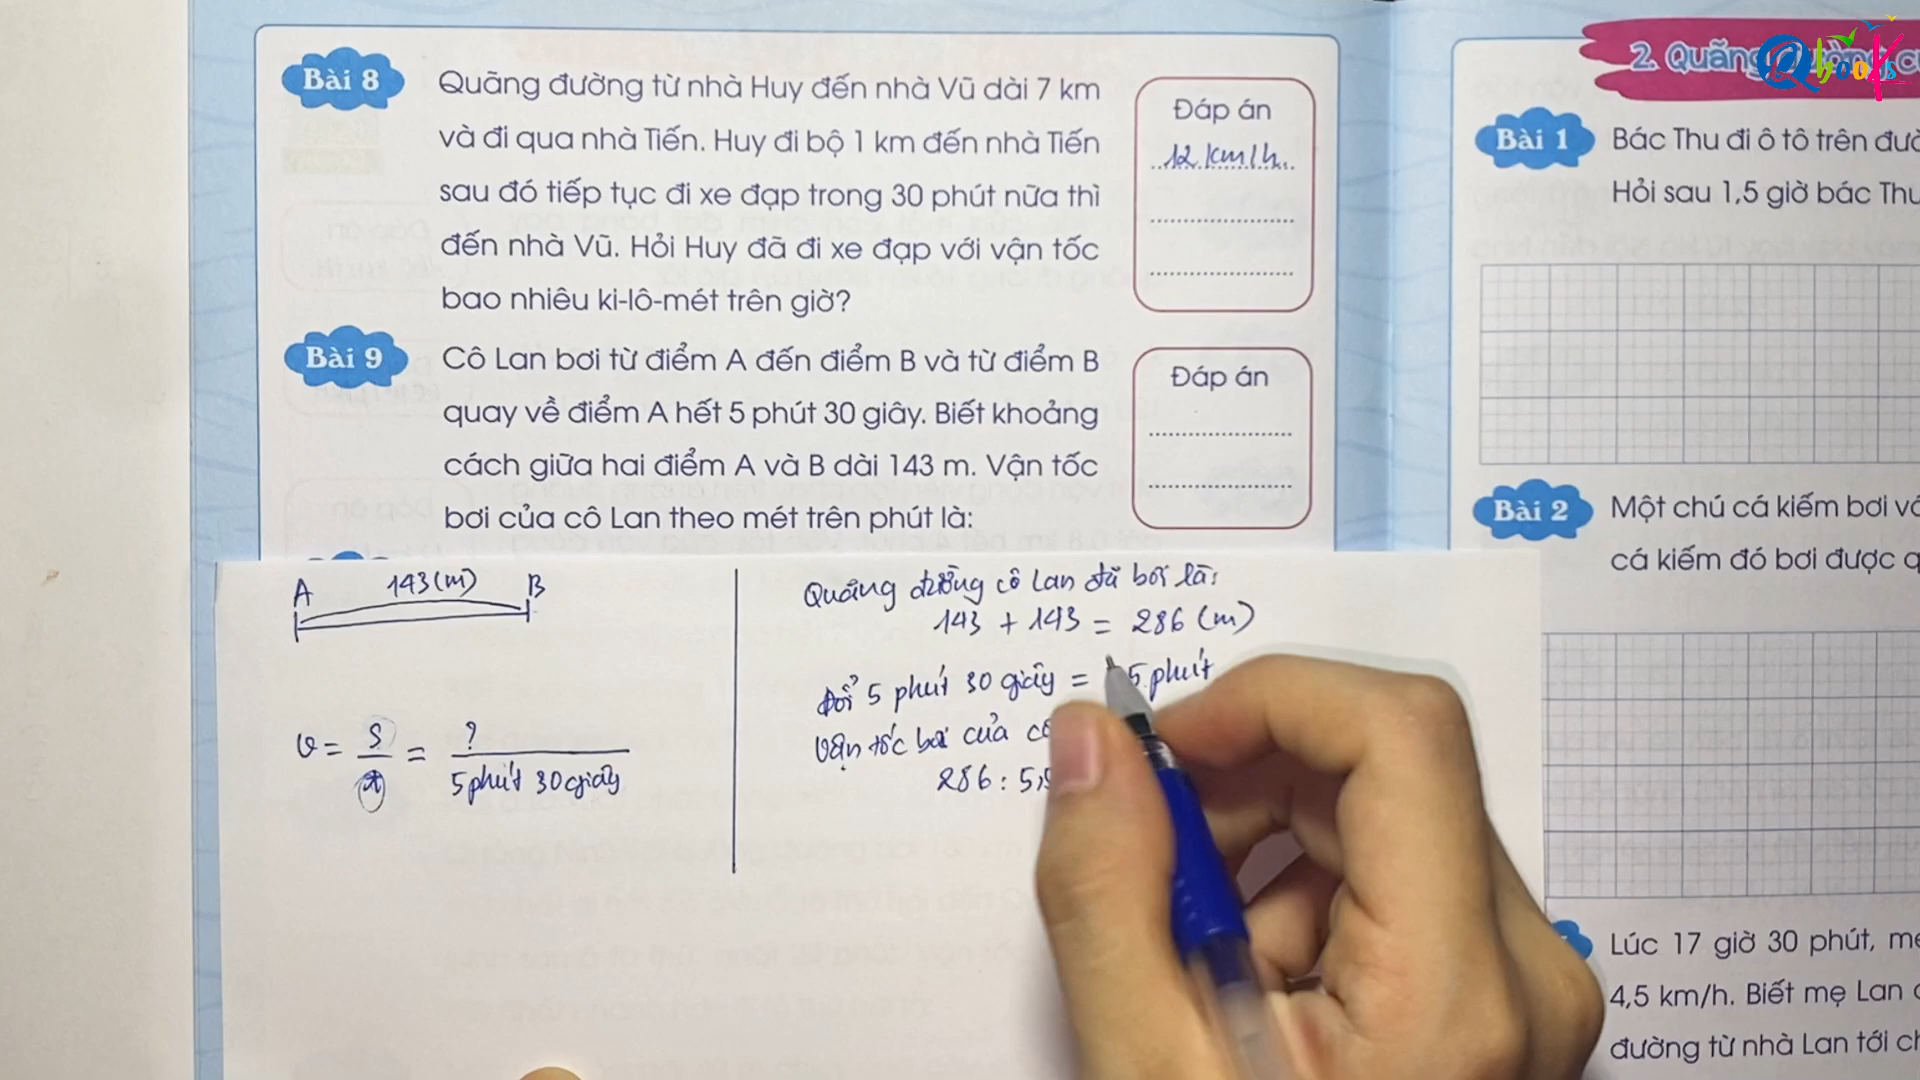 Bài 8
Quãng đường từ nhà Huy đến nhà Vũ dài 7 km
và đi qua nhà Tiến. Huy đi bộ 1 km đến nhà Tiến
sau đó tiếp tục đi xe đạp trong 30 phút nữa thì
đến nhà Vũ. Hỏi Huy đã đi xe đạp với vận tốc
bao nhiêu ki-lô-mét trên giờ?
Đáp án
12 km/h
Bài 9
Cô Lan bơi từ điểm A đến điểm B và từ điểm B
quay về điểm A hết 5 phút 30 giây. Biết khoảng
cách giữa hai điểm A và B dài 143 m. Vận tốc
bơi của cô Lan theo mét trên phút là:
Đáp án
A 143(m) B
v = s/t = ?/5 phút 30 giây
Quãng đường cô Lan đã bơi là:
143 + 143 = 286 (m)
Đổi 5 phút 30 giây = 5 phút
Vận tốc bơi của
286 : 5,5
2. Quãng
Qbooks
Bài 1
Bác Thu đi ô tô trên
Hỏi sau 1,5 giờ bác Thu
Bài 2
Một chú cá kiếm bơi
cá kiếm đó bơi được
Lúc 17 giờ 30 phút,
4,5 km/h. Biết mẹ Lan
đường từ nhà Lan tới